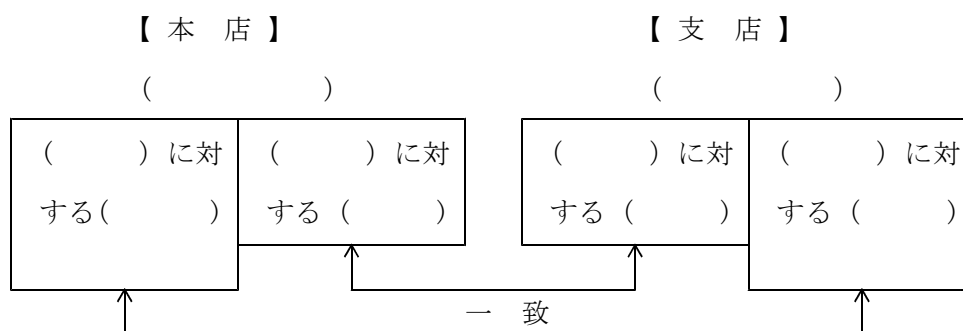 【 本　店 】　【 支　店 】
(　　　　　)　(　　　　　)
(　　　) に対　(　　　) に対　(　　　) に対　(　　　) に対
する(　　　)　する (　　　)　する (　　　)　する (　　　)
一　致